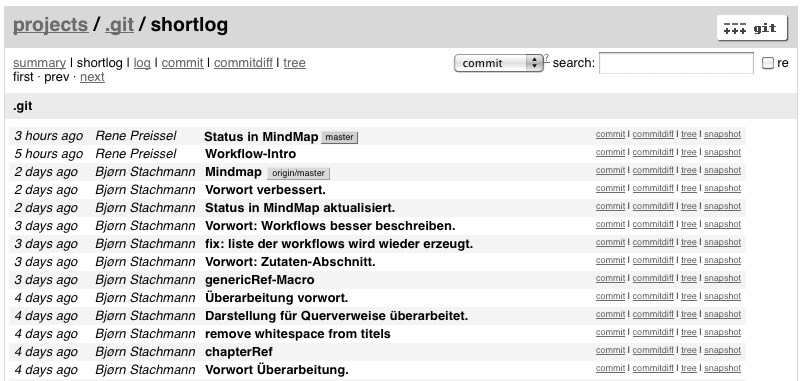 projects / .git / shortlog
--- +++ git
summary | shortlog | log | commit | commitdiff | tree
commit ? search: re
first · prev · next
.git
3 hours ago Rene Preissel Status in MindMap master commit | commitdiff | tree | snapshot
5 hours ago Rene Preissel Workflow-Intro commit | commitdiff | tree | snapshot
2 days ago Bjørn Stachmann Mindmap origin/master commit | commitdiff | tree | snapshot
2 days ago Bjørn Stachmann Vorwort verbessert. commit | commitdiff | tree | snapshot
2 days ago Bjørn Stachmann Status in MindMap aktualisiert. commit | commitdiff | tree | snapshot
3 days ago Bjørn Stachmann Vorwort: Workflows besser beschreiben. commit | commitdiff | tree | snapshot
3 days ago Bjørn Stachmann fix: liste der workflows wird wieder erzeugt. commit | commitdiff | tree | snapshot
3 days ago Bjørn Stachmann Vorwort: Zutaten-Abschnitt. commit | commitdiff | tree | snapshot
3 days ago Bjørn Stachmann genericRef-Macro commit | commitdiff | tree | snapshot
4 days ago Bjørn Stachmann Überarbeitung vorwort. commit | commitdiff | tree | snapshot
4 days ago Bjørn Stachmann Darstellung für Querverweise überarbeitet. commit | commitdiff | tree | snapshot
4 days ago Bjørn Stachmann remove whitespace from titels commit | commitdiff | tree | snapshot
4 days ago Bjørn Stachmann chapterRef commit | commitdiff | tree | snapshot
4 days ago Bjørn Stachmann Vorwort Überarbeitung. commit | commitdiff | tree | snapshot